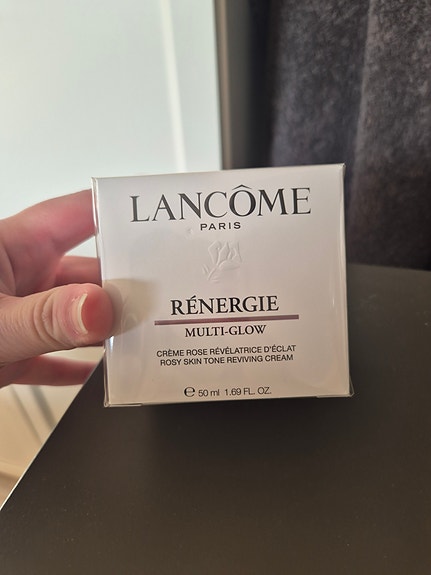 LANCÔME
PARIS
RÉNERGIE
MULTI-GLOW
CRÈME ROSE RÉVÉLATRICE D'ÉCLAT
ROSY SKIN TONE REVIVING CREAM
℮ 50 ml 1.69 FL. OZ.